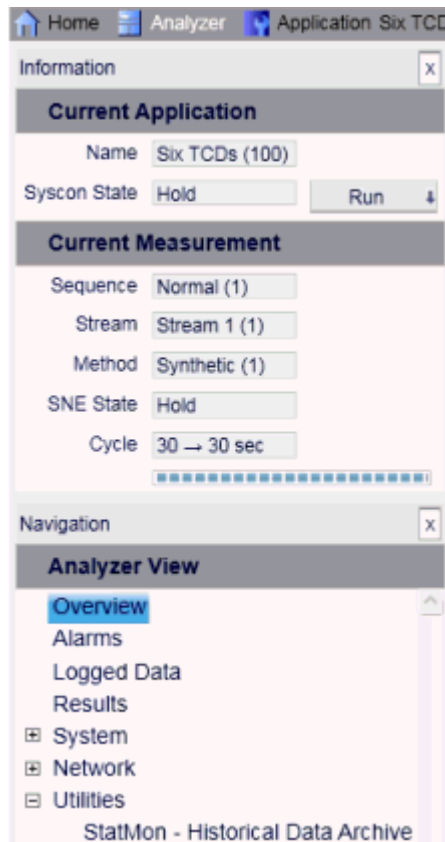 Home Analyzer Application Six TCD
Information x
Current Application
Name Six TCDs (100)
Syscon State Hold Run
Current Measurement
Sequence Normal (1)
Stream Stream 1 (1)
Method Synthetic (1)
SNE State Hold
Cycle 30 → 30 sec
Navigation x
Analyzer View
Overview
Alarms
Logged Data
Results
System
Network
Utilities
StatMon - Historical Data Archive